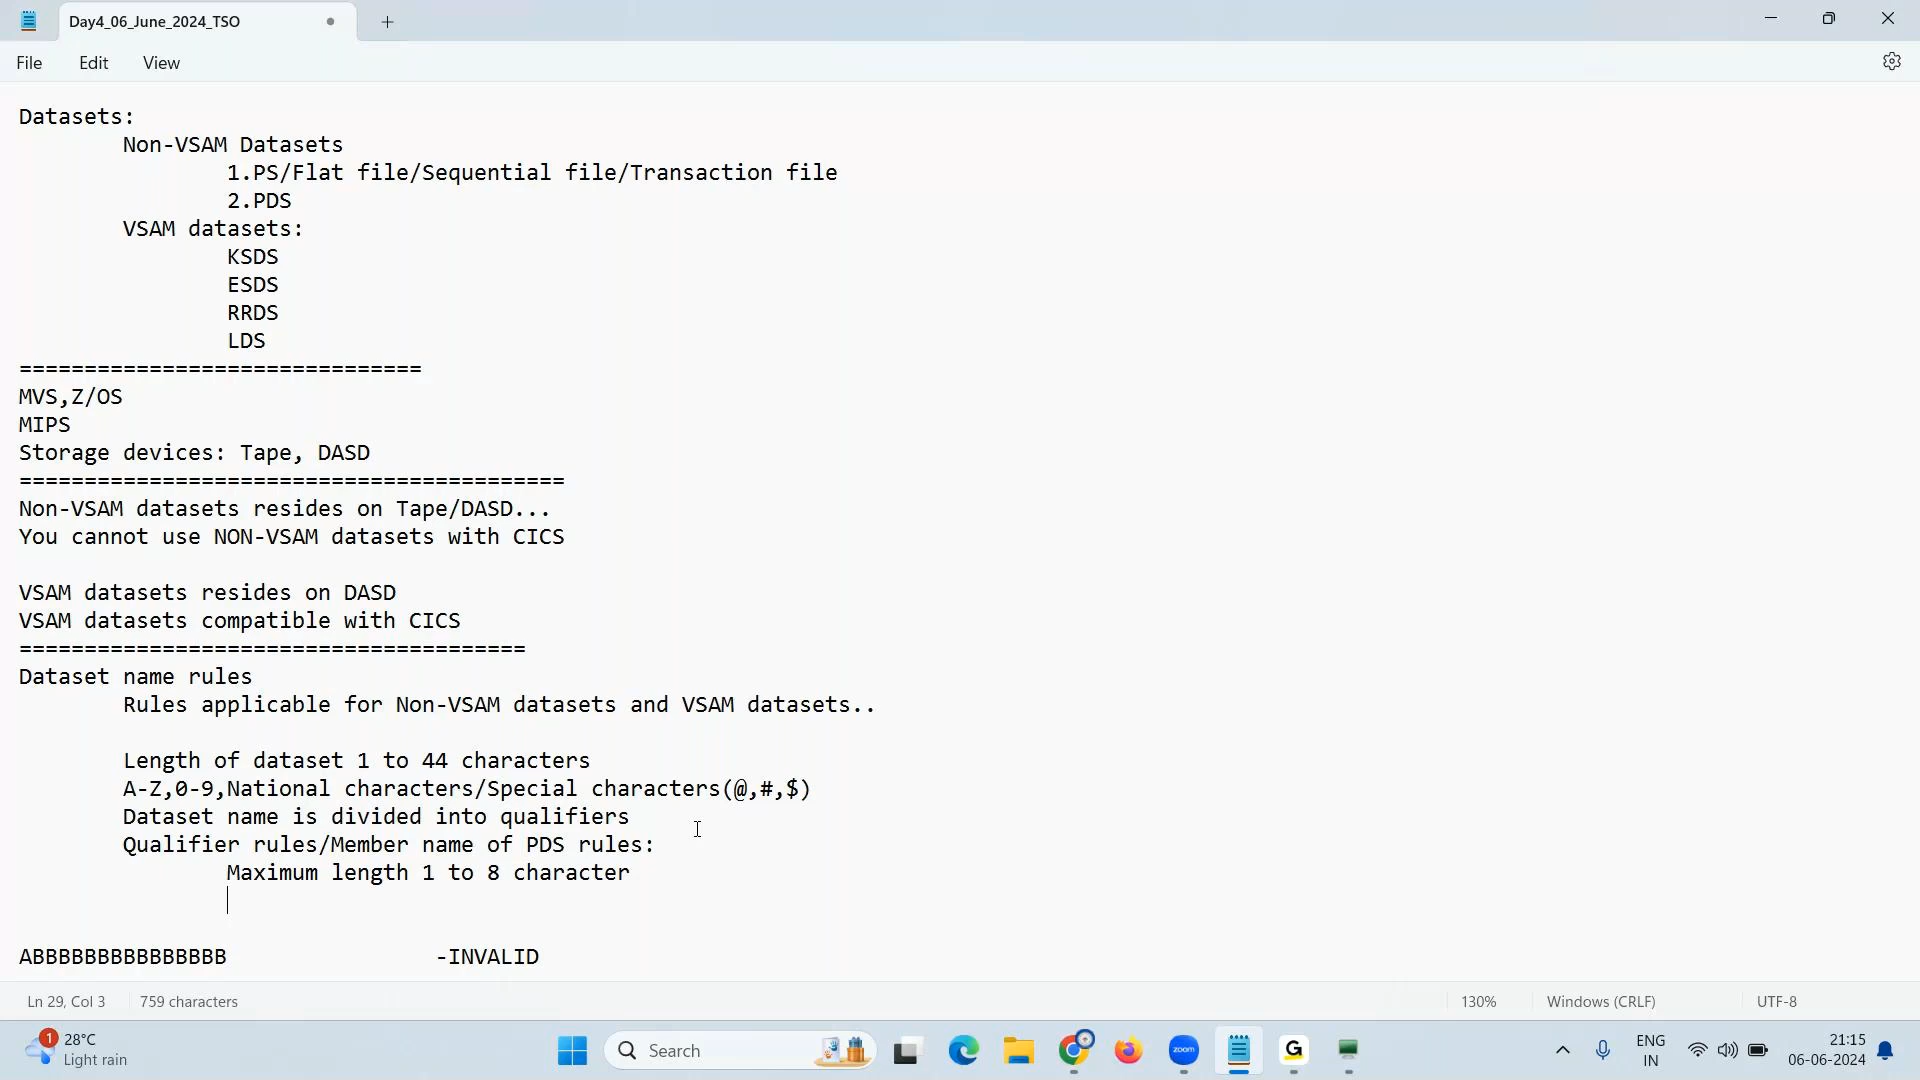 Day4_06_June_2024_TSO
File Edit View
Datasets:
Non-VSAM Datasets
1.PS/Flat file/Sequential file/Transaction file
2.PDS
VSAM datasets:
KSDS
ESDS
RRDS
LDS
===============================
MVS,Z/OS
MIPS
Storage devices: Tape, DASD
==========================================
Non-VSAM datasets resides on Tape/DASD...
You cannot use NON-VSAM datasets with CICS
VSAM datasets resides on DASD
VSAM datasets compatible with CICS
=======================================
Dataset name rules
Rules applicable for Non-VSAM datasets and VSAM datasets..
Length of dataset 1 to 44 characters
A-Z,0-9,National characters/Special characters(@,#,$)
Dataset name is divided into qualifiers
Qualifier rules/Member name of PDS rules:
Maximum length 1 to 8 character
ABBBBBBBBBBBBBBB -INVALID
Ln 29, Col 3 759 characters 130% Windows (CRLF) UTF-8
1 28°C
Light rain
Search
zoom
G
ENG
IN
21:15
06-06-2024